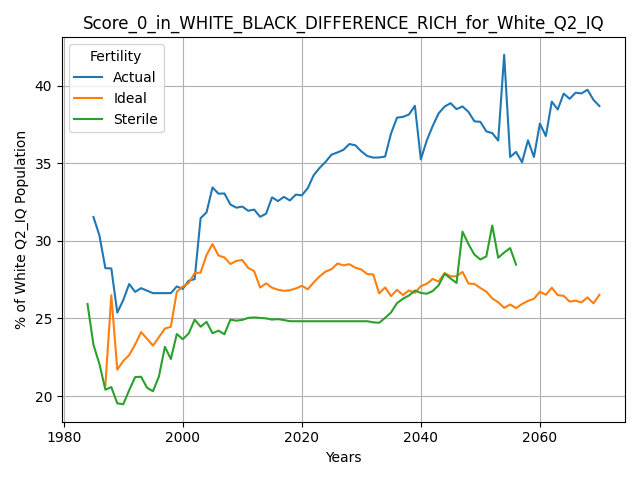 Score_0_in_WHITE_BLACK_DIFFERENCE_RICH_for_White_Q2_IQ
Fertility
Actual
Ideal
Sterile
% of White Q2_IQ Population
40
35
30
25
20
1980
2000
2020
2040
2060
Years